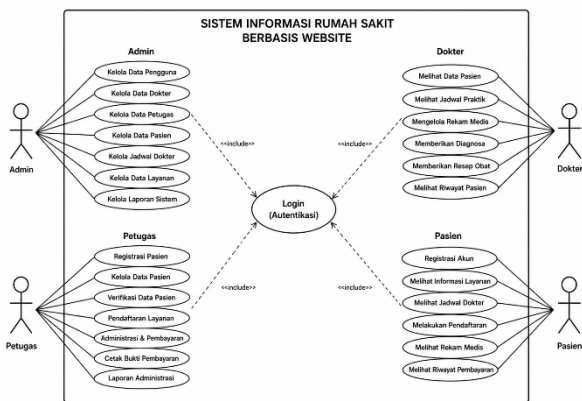 SISTEM INFORMASI RUMAH SAKIT
BERBASIS WEBSITE
Admin
Kelola Data Pengguna
Kelola Data Dokter
Kelola Data Petugas
Kelola Data Pasien
Kelola Jadwal Dokter
Kelola Data Layanan
Kelola Laporan Sistem
Admin
Dokter
Melihat Data Pasien
Melihat Jadwal Praktik
Mengelola Rekam Medis
Memberikan Diagnosa
Memberikan Resep Obat
Melihat Riwayat Pasien
Dokter
<<include>>
<<include>>
Login
(Autentikasi)
<<include>>
<<include>>
Petugas
Registrasi Pasien
Kelola Data Pasien
Verifikasi Data Pasien
Pendaftaran Layanan
Administrasi & Pembayaran
Cetak Bukti Pembayaran
Laporan Administrasi
Petugas
Pasien
Registrasi Akun
Melihat Informasi Layanan
Melihat Jadwal Dokter
Melakukan Pendaftaran
Melihat Rekam Medis
Melihat Riwayat Pembayaran
Pasien